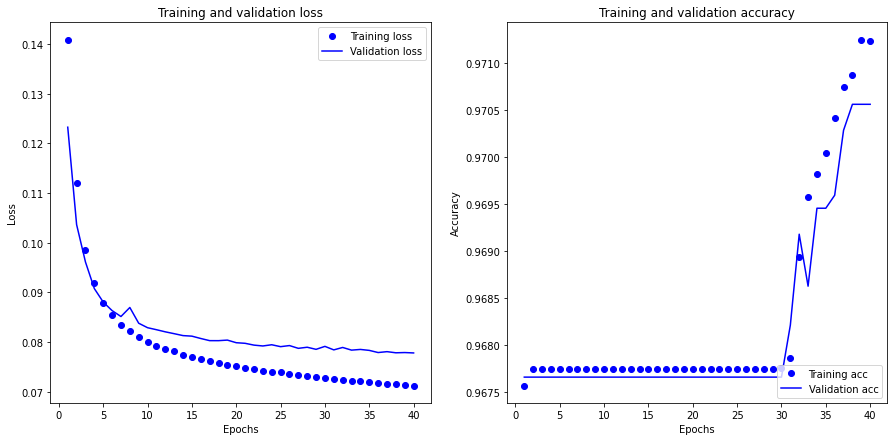 Training and validation loss
0.14
0.13
0.12
0.11
0.10
0.09
0.08
0.07
Loss
Training loss
Validation loss
0 5 10 15 20 25 30 35 40
Epochs
Training and validation accuracy
0.9710
0.9705
0.9700
0.9695
0.9690
0.9685
0.9680
0.9675
Accuracy
Training acc
Validation acc
0 5 10 15 20 25 30 35 40
Epochs